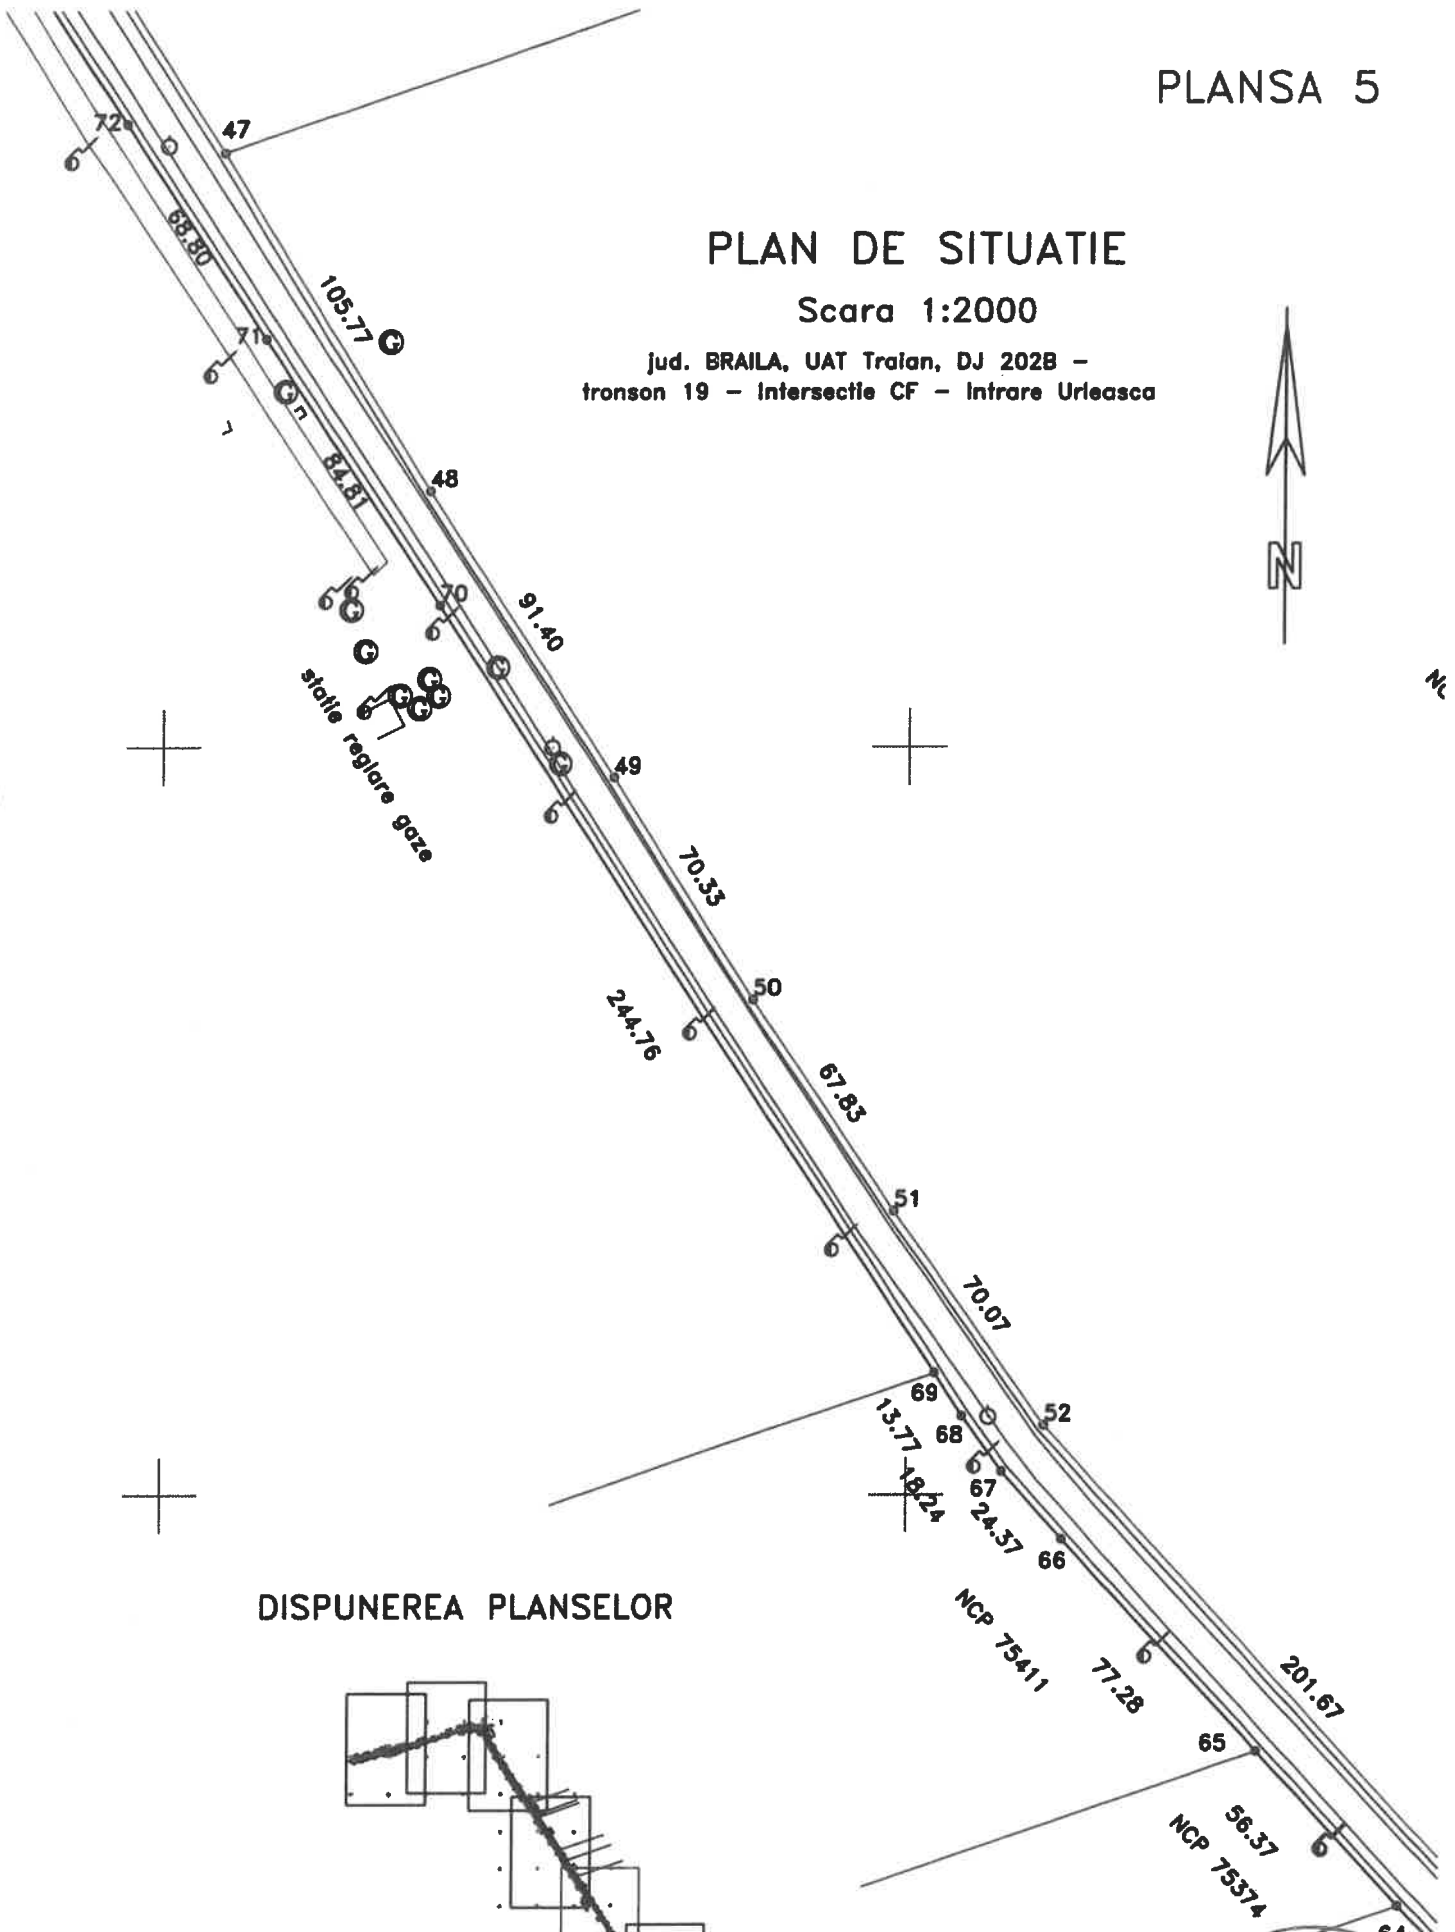 PLANSA 5
PLAN DE SITUATIE
Scara 1:2000
jud. BRAILA, UAT Traian, DJ 202B –
tronson 19 – Intersectie CF – Intrare Urleasca
72
47
68.80
105.77
G
71
G
n
84.81
48
70
91.40
G
G
G
G
G
G
G
G
G
statie reglare gaze
49
N
70.33
50
244.76
67.83
51
70.07
69
52
13.77
68
67
18.24
24.37
66
NCP 75411
77.28
201.67
65
56.37
NCP 75374
DISPUNEREA PLANSELOR